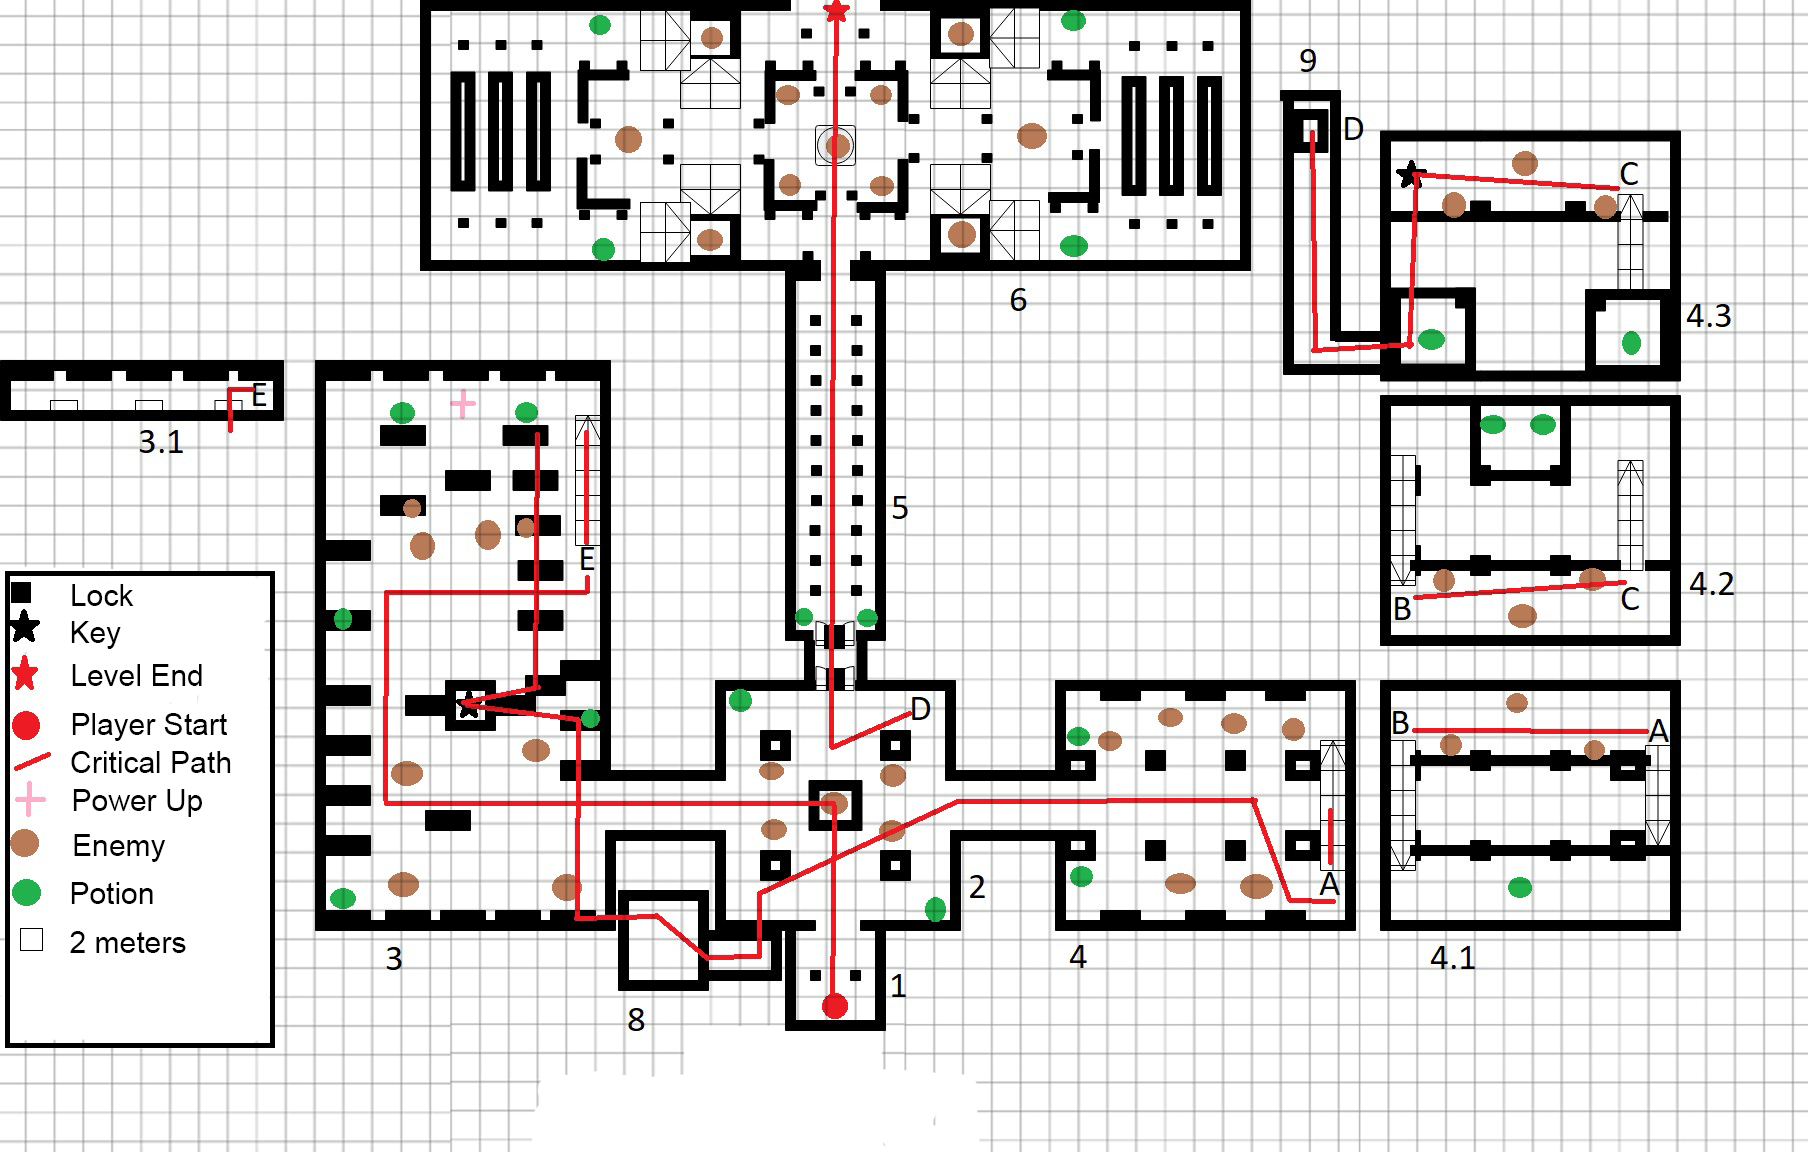 9
D
C
6
4.3
E
3.1
5
E
B
C
4.2
Lock
Key
Level End
Player Start
Critical Path
Power Up
Enemy
Potion
2 meters
D
B
A
2
A
3
4
4.1
1
8